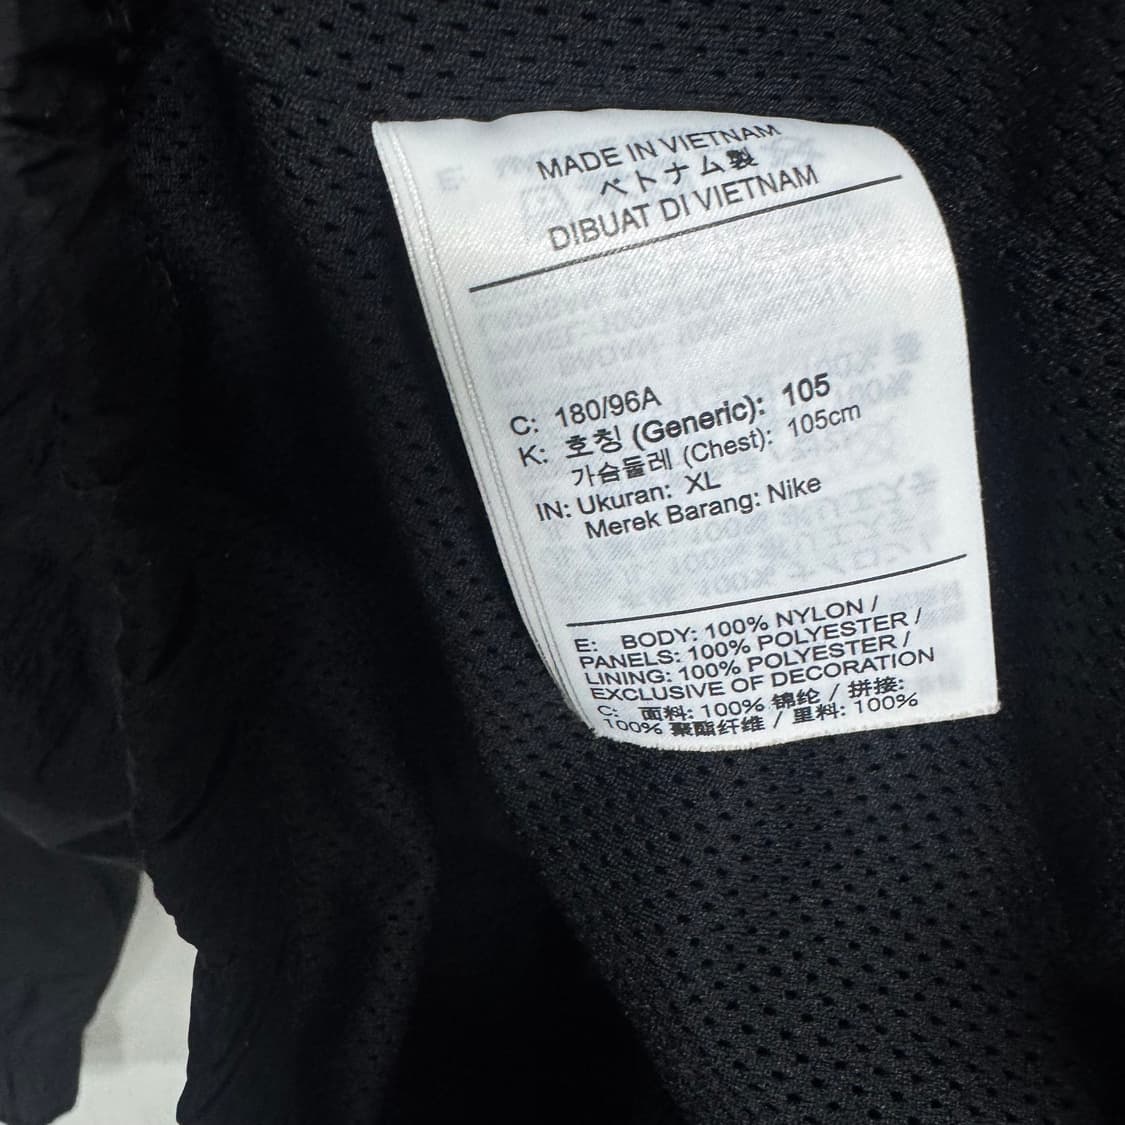 MADE IN VIETNAM
ベトナム製
DIBUAT DI VIETNAM
C: 180/96A
K: 호칭 (Generic): 105
가슴둘레 (Chest): 105cm
IN: Ukuran: XL
Merek Barang: Nike
E: BODY: 100% NYLON /
PANELS: 100% POLYESTER /
LINING: 100% POLYESTER /
EXCLUSIVE OF DECORATION
C: 面料: 100% 锦纶 / 拼接:
100% 聚酯纤维 / 里料: 100%